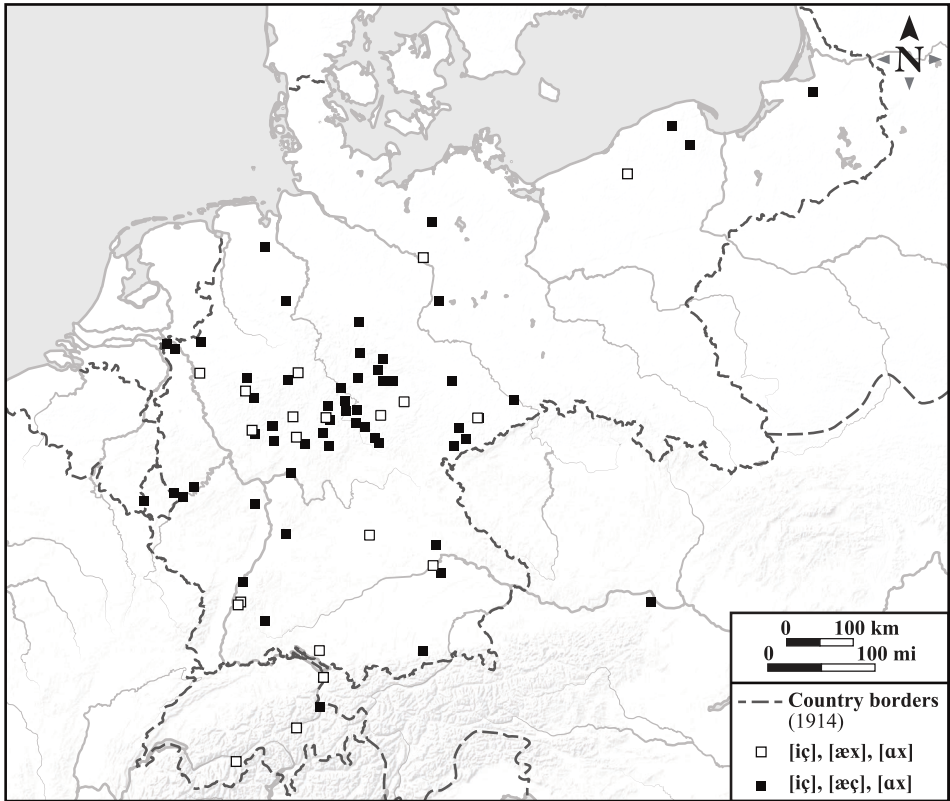 N
0 100 km
0 100 mi
Country borders
(1914)
[iç], [æx], [ɑx]
[iç], [æç], [ɑx]